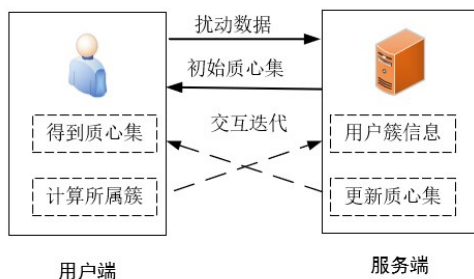 扰动数据
初始质心集
得到质心集
交互迭代
用户簇信息
计算所属簇
更新质心集
用户端
服务端